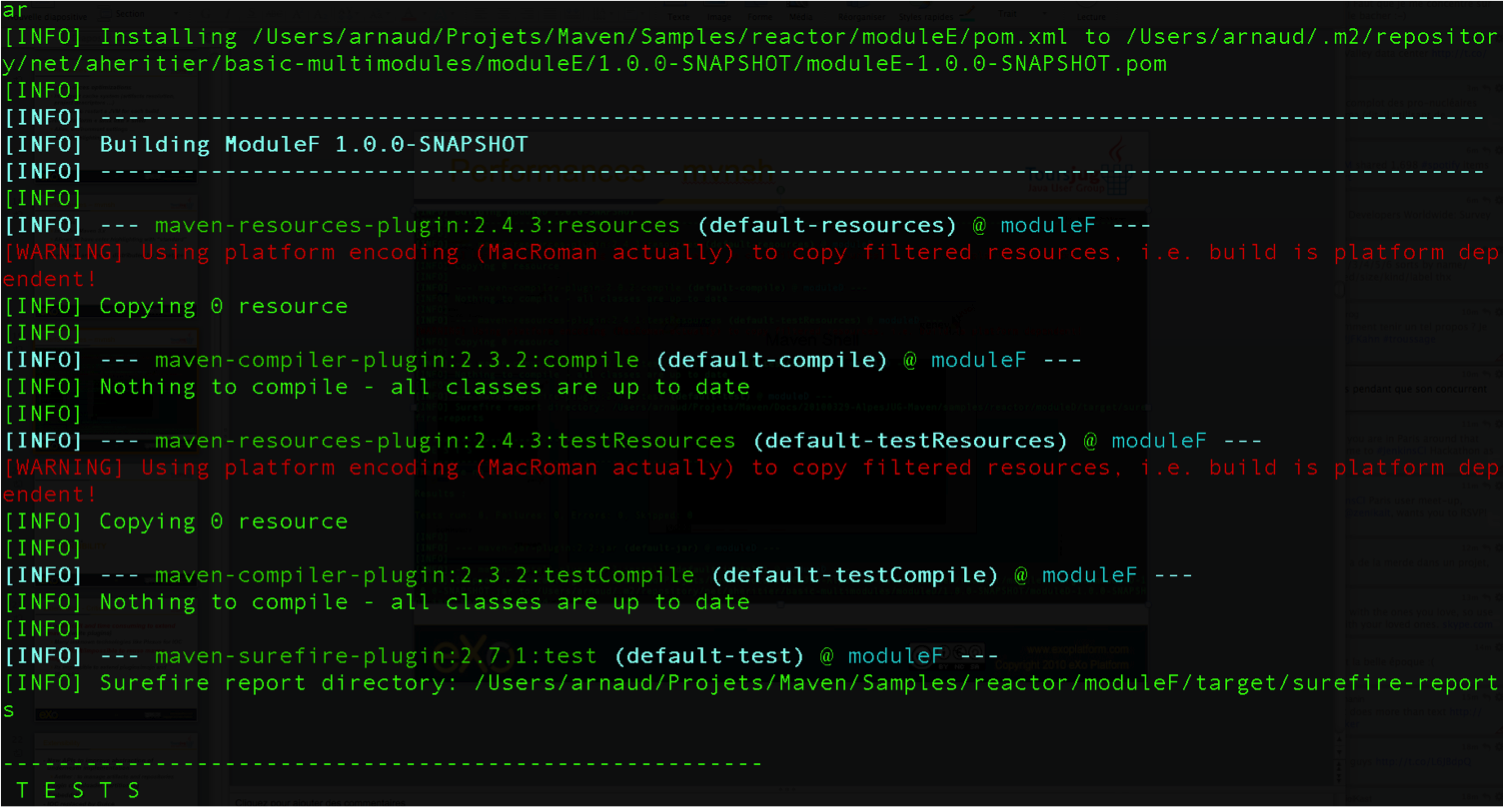 ar
[INFO] Installing /Users/arnaud/Projets/Maven/Samples/reactor/moduleE/pom.xml to /Users/arnaud/.m2/repositor
y/net/aheritier/basic-multimodules/moduleE/1.0.0-SNAPSHOT/moduleE-1.0.0-SNAPSHOT.pom
[INFO]
[INFO] ------------------------------------------------------------------------
[INFO] Building ModuleF 1.0.0-SNAPSHOT
[INFO] ------------------------------------------------------------------------
[INFO]
[INFO] --- maven-resources-plugin:2.4.3:resources (default-resources) @ moduleF ---
[WARNING] Using platform encoding (MacRoman actually) to copy filtered resources, i.e. build is platform dep
endent!
[INFO] Copying 0 resource
[INFO]
[INFO] --- maven-compiler-plugin:2.3.2:compile (default-compile) @ moduleF ---
[INFO] Nothing to compile - all classes are up to date
[INFO]
[INFO] --- maven-resources-plugin:2.4.3:testResources (default-testResources) @ moduleF ---
[WARNING] Using platform encoding (MacRoman actually) to copy filtered resources, i.e. build is platform dep
endent!
[INFO] Copying 0 resource
[INFO]
[INFO] --- maven-compiler-plugin:2.3.2:testCompile (default-testCompile) @ moduleF ---
[INFO] Nothing to compile - all classes are up to date
[INFO]
[INFO] --- maven-surefire-plugin:2.7.1:test (default-test) @ moduleF ---
[INFO] Surefire report directory: /Users/arnaud/Projets/Maven/Samples/reactor/moduleF/target/surefire-report
s
-------------------------------------------------------
T E S T S